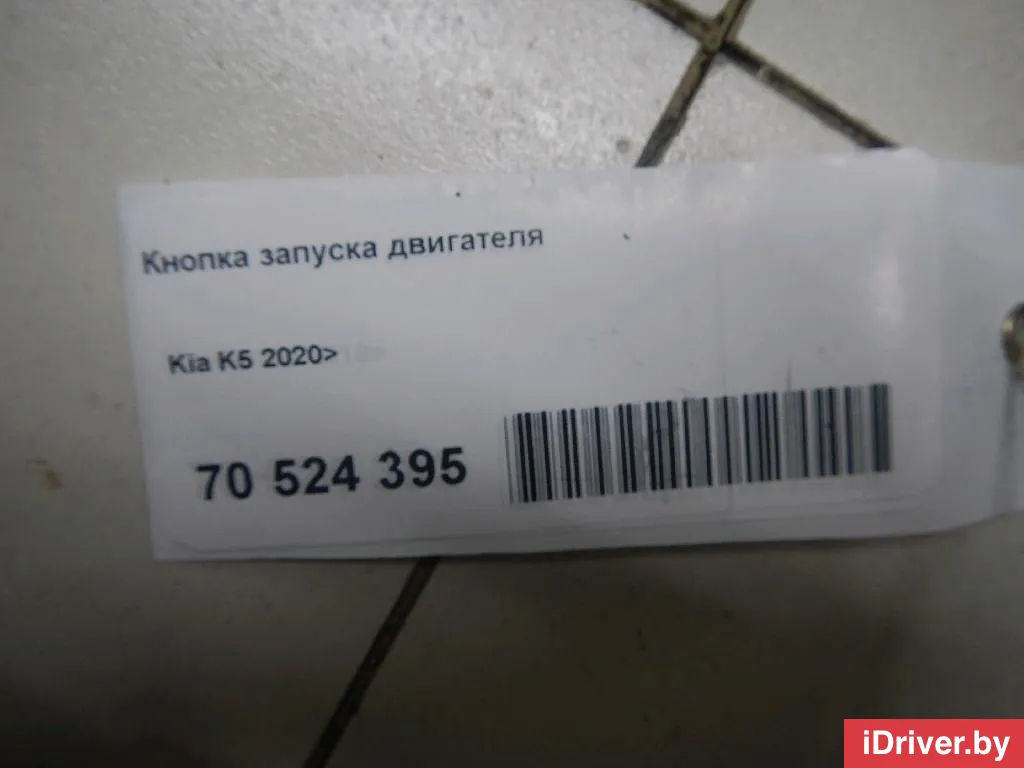 Кнопка запуска двигателя
Kia K5 2020>
70 524 395
iDriver.by